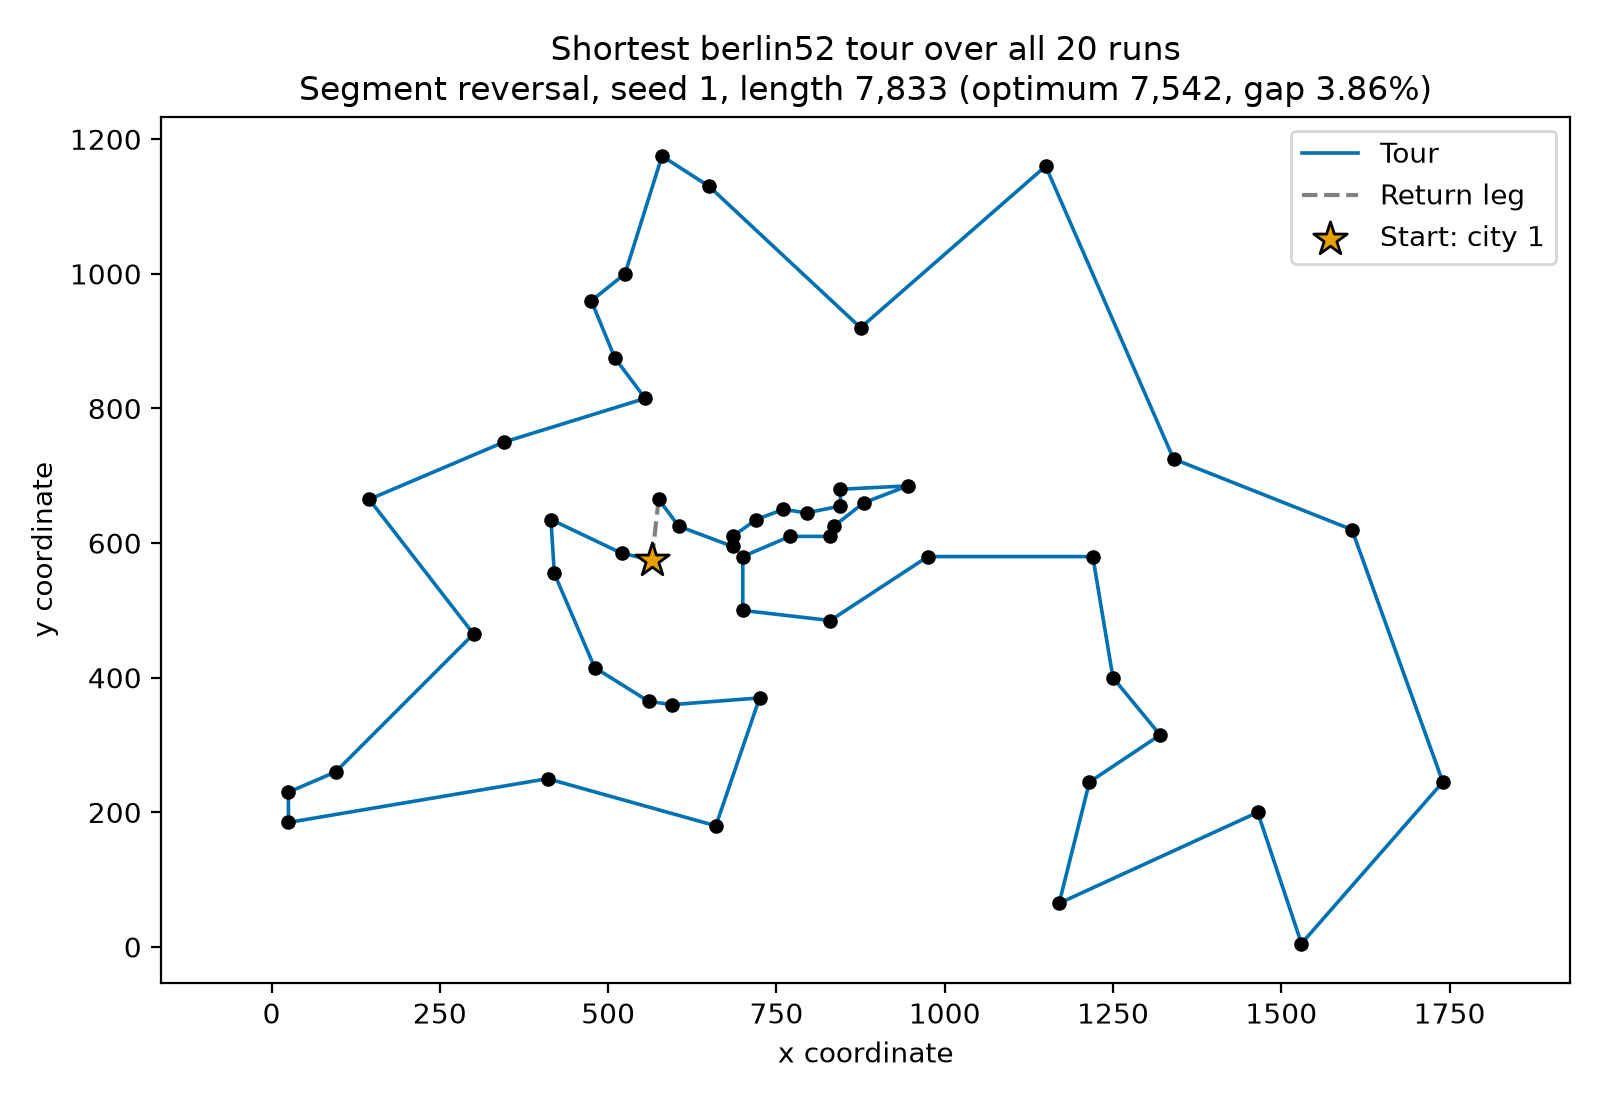 Shortest berlin52 tour over all 20 runs
Segment reversal, seed 1, length 7,833 (optimum 7,542, gap 3.86%)
Tour
Return leg
Start: city 1
1200
1000
800
600
400
200
0
y coordinate
0
250
500
750
1000
1250
1500
1750
x coordinate